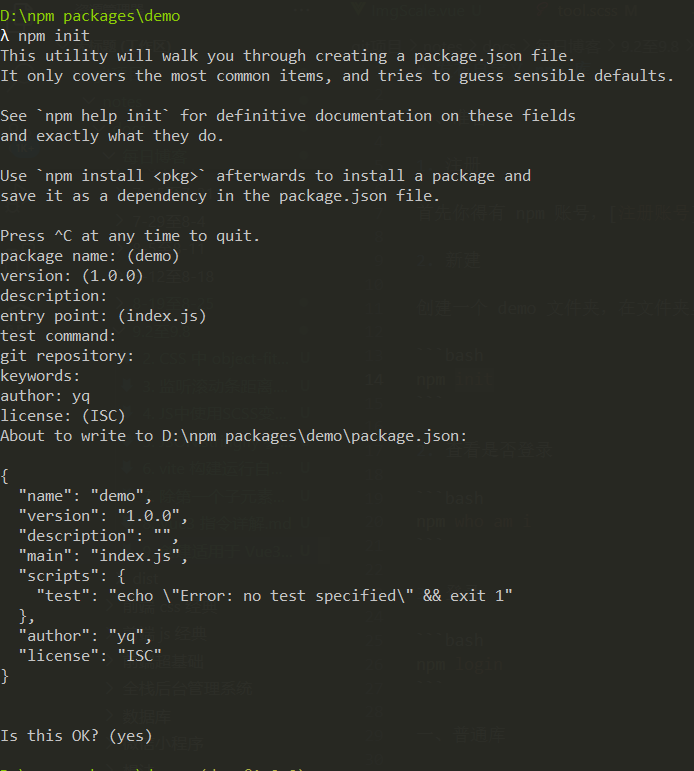 D:\npm packages\demo
λ npm init
This utility will walk you through creating a package.json file.
It only covers the most common items, and tries to guess sensible defaults.
See `npm help init` for definitive documentation on these fields
and exactly what they do.
Use `npm install <pkg>` afterwards to install a package and
save it as a dependency in the package.json file.
Press ^C at any time to quit.
package name: (demo)
version: (1.0.0)
description:
entry point: (index.js)
test command:
git repository:
keywords:
author: yq
license: (ISC)
About to write to D:\npm packages\demo\package.json:
{
  "name": "demo",
  "version": "1.0.0",
  "description": "",
  "main": "index.js",
  "scripts": {
    "test": "echo \"Error: no test specified\" && exit 1"
  },
  "author": "yq",
  "license": "ISC"
}
Is this OK? (yes)